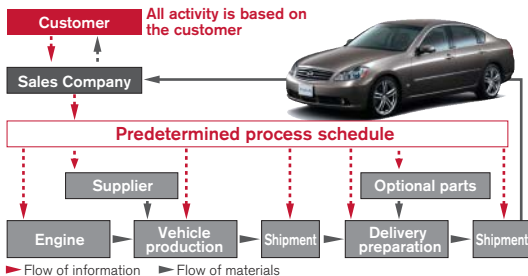 Customer
All activity is based on
the customer
Sales Company
Predetermined process schedule
Supplier
Optional parts
Engine
Vehicle
production
Shipment
Delivery
preparation
Shipment
Flow of information
Flow of materials